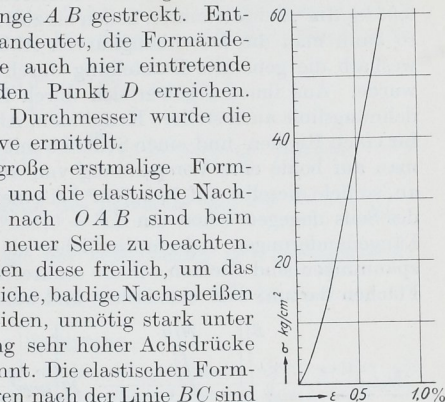 nge A B gestreckt. Ent-
andeutet, die Formände-
e auch hier eintretende
den Punkt D erreichen.
Durchmesser wurde die
ve ermittelt.
große erstmalige Form-
und die elastische Nach-
nach O A B sind beim
neuer Seile zu beachten.
en diese freilich, um das
iche, baldige Nachspleißen
iden, unnötig stark unter
ng sehr hoher Achsdrücke
nnt. Die elastischen Form-
ren nach der Linie B C sind
60
40
20
σ kg/cm²
0
ε 0,5 1,0%